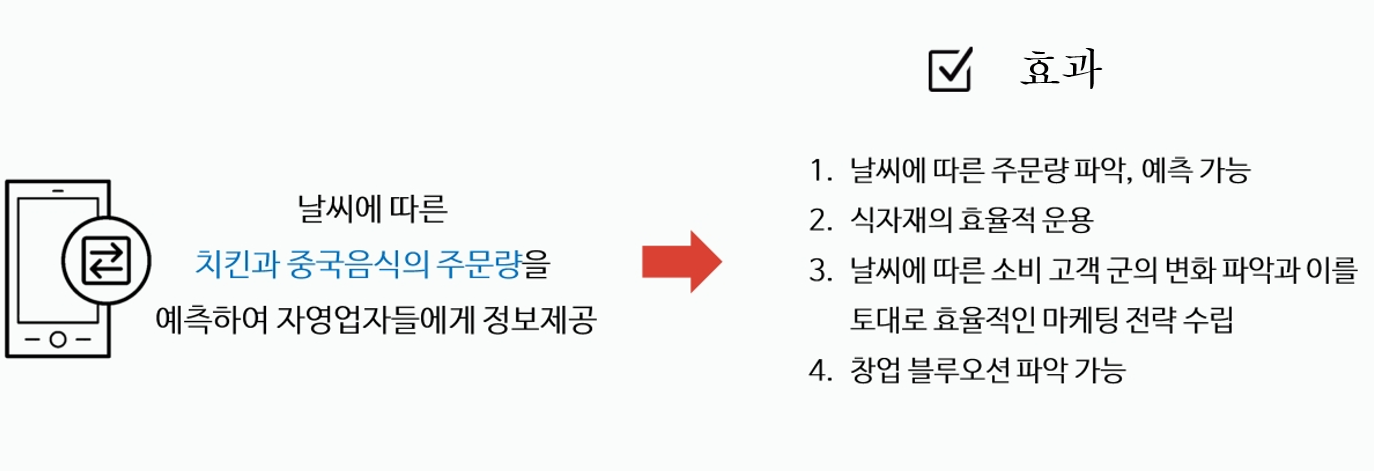 날씨에 따른
치킨과 중국음식의 주문량을
예측하여 자영업자들에게 정보제공
효과
1. 날씨에 따른 주문량 파악, 예측 가능
2. 식자재의 효율적 운용
3. 날씨에 따른 소비 고객 군의 변화 파악과 이를
토대로 효율적인 마케팅 전략 수립
4. 창업 블루오션 파악 가능